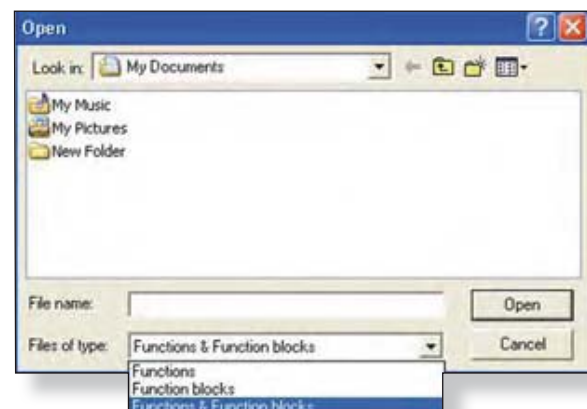 Open
Look in: My Documents
My Music
My Pictures
New Folder
File name:
Open
Files of type: Functions & Function blocks
Cancel
Functions
Function blocks
Functions & Function blocks